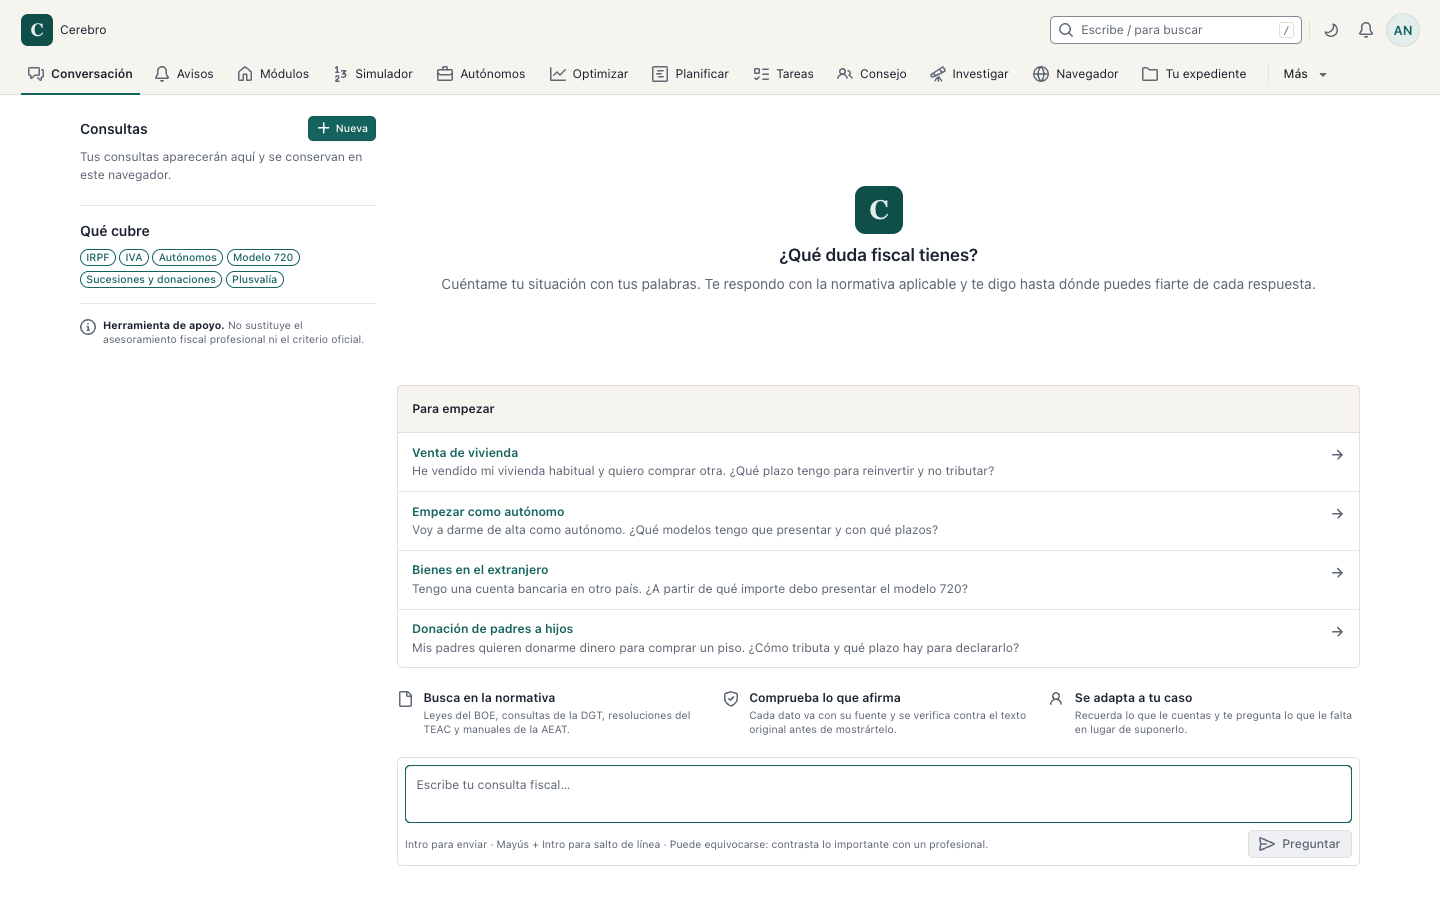 C Cerebro
Escribe / para buscar /
AN
Conversación Avisos Módulos Simulador Autónomos Optimizar Planificar Tareas Consejo Investigar Navegador Tu expediente Más
Consultas
Nueva
Tus consultas aparecerán aquí y se conservan en
este navegador.
Qué cubre
IRPF IVA Autónomos Modelo 720
Sucesiones y donaciones Plusvalía
Herramienta de apoyo. No sustituye el
asesoramiento fiscal profesional ni el criterio oficial.
C
¿Qué duda fiscal tienes?
Cuéntame tu situación con tus palabras. Te respondo con la normativa aplicable y te digo hasta dónde puedes fiarte de cada respuesta.
Para empezar
Venta de vivienda
He vendido mi vivienda habitual y quiero comprar otra. ¿Qué plazo tengo para reinvertir y no tributar?
Empezar como autónomo
Voy a darme de alta como autónomo. ¿Qué modelos tengo que presentar y con qué plazos?
Bienes en el extranjero
Tengo una cuenta bancaria en otro país. ¿A partir de qué importe debo presentar el modelo 720?
Donación de padres a hijos
Mis padres quieren donarme dinero para comprar un piso. ¿Cómo tributa y qué plazo hay para declararlo?
Busca en la normativa
Leyes del BOE, consultas de la DGT, resoluciones del
TEAC y manuales de la AEAT.
Comprueba lo que afirma
Cada dato va con su fuente y se verifica contra el texto
original antes de mostrártelo.
Se adapta a tu caso
Recuerda lo que le cuentas y te pregunta lo que le falta
en lugar de suponerlo.
Escribe tu consulta fiscal...
Intro para enviar · Mayús + Intro para salto de línea · Puede equivocarse: contrasta lo importante con un profesional.
Preguntar